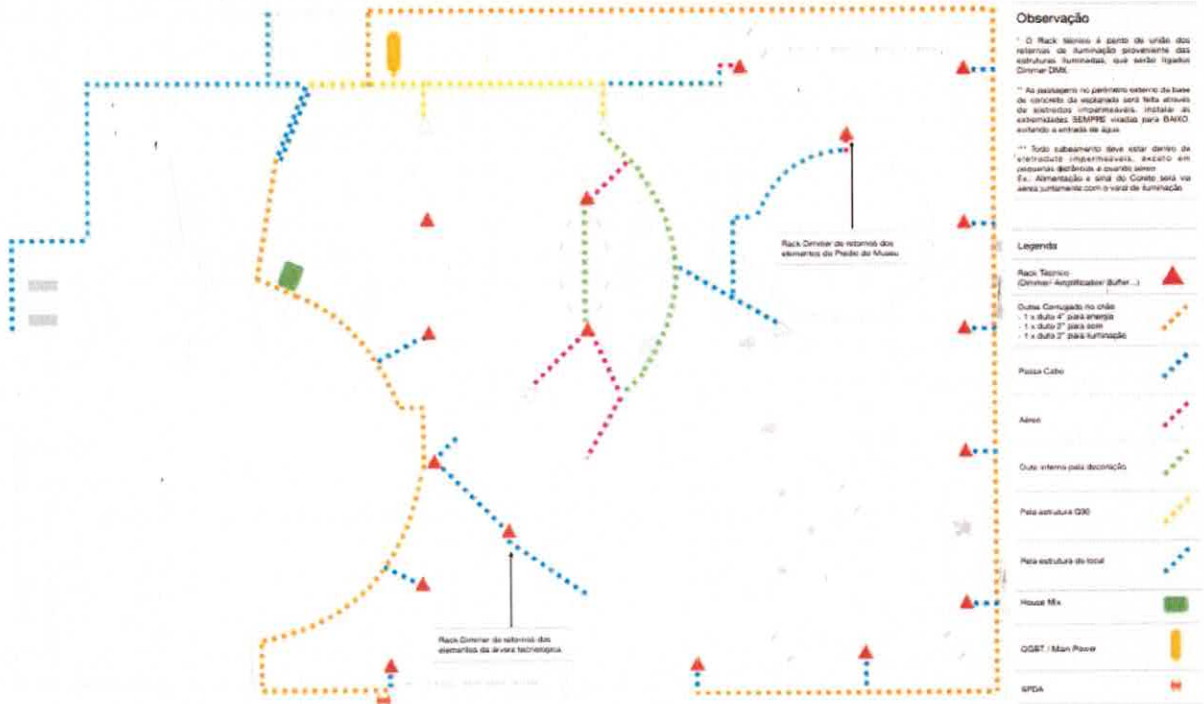 Rack Dimmer de retornos dos
elementos do Prédio do Museu
Rack Dimmer de retornos dos
elementos da árvore tecnológica
Observação
* O Rack técnico é ponto de união dos
retornos de iluminação proveniente das
estruturas iluminadas, que serão ligados
Dimmer DMX.
** As passagens no perímetro externo da base
de concreto da esplanada será feita através
de eletrodos impermeáveis, instalar as
extremidades SEMPRE viradas para BAIXO
evitando a entrada de água.
*** Todo cabeamento deve estar dentro de
eletroduto impermeáveis, exceto em
pequenas distâncias e quando aéreo
Ex.: Alimentação e sinal do Coreto será via
aérea juntamente com o varal de iluminação
Legenda
Rack Técnico
(Dimmer/ Amplificador/ Buffer...)
Dutos Corrugado no chão
- 1 x duto 4" para energia
- 1 x duto 2" para som
- 1 x duto 2" para iluminação
Passa Cabo
Aéreo
Duto interno pela decoração
Pela estrutura Q30
Pela estrutura do local
House Mix
QGBT / Main Power
SPDA